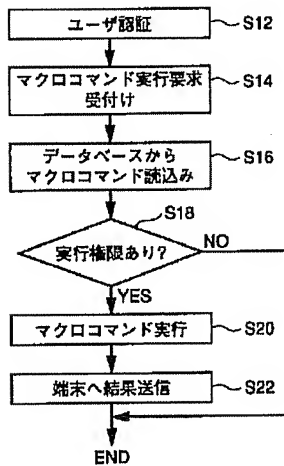 ユーザ認証 S12
マクロコマンド実行要求
受付け
S14
データベースから
マクロコマンド読込み
S16
S18
実行権限あり?
NO
YES
マクロコマンド実行 S20
端末へ結果送信 S22
END